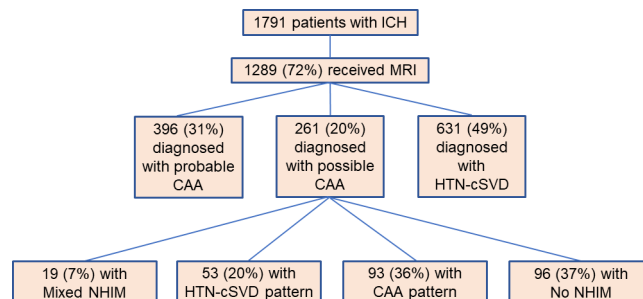 1791 patients with ICH
1289 (72%) received MRI
396 (31%)
diagnosed
with probable
CAA
261 (20%)
diagnosed
with possible
CAA
631 (49%)
diagnosed
with
HTN-cSVD
19 (7%) with
Mixed NHIM
53 (20%) with
HTN-cSVD pattern
93 (36%) with
CAA pattern
96 (37%) with
No NHIM